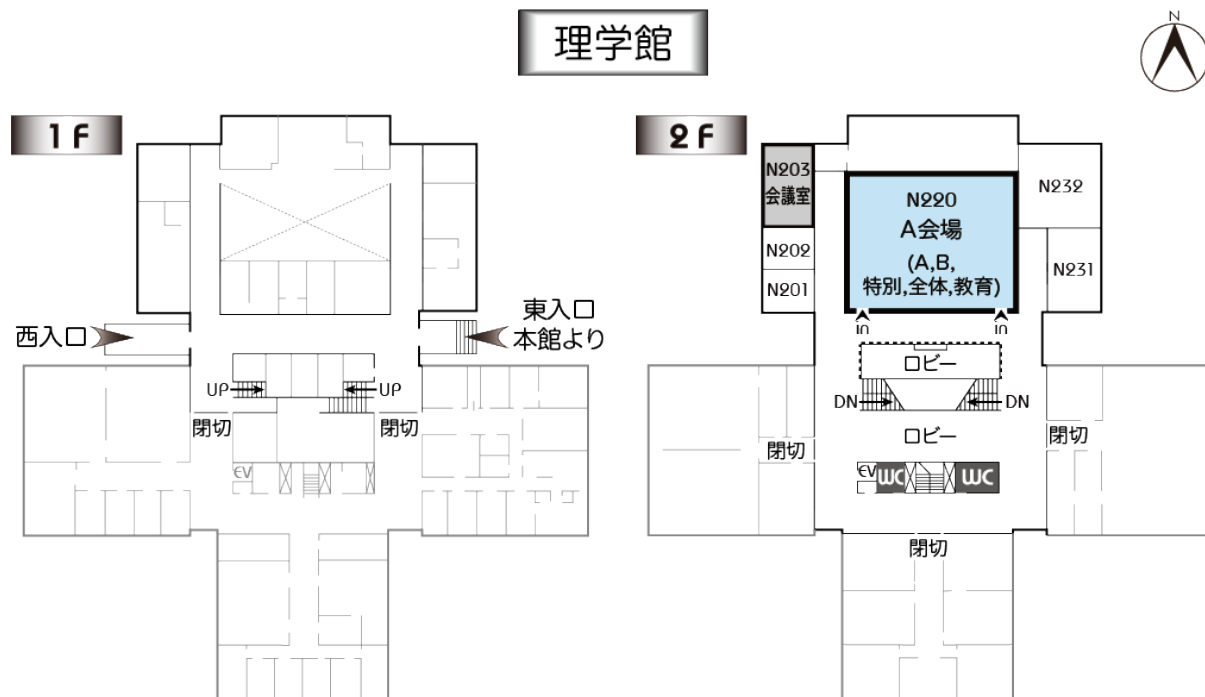 理学館
N
1F
西入口
東入口
本館より
UP
UP
閉切
閉切
EV
2F
N203
会議室
N202
N201
N220
A会場
(A,B,
特別,全体,教育)
N232
N231
in
in
ロビー
DN
DN
ロビー
閉切
閉切
EV
WC
WC
閉切